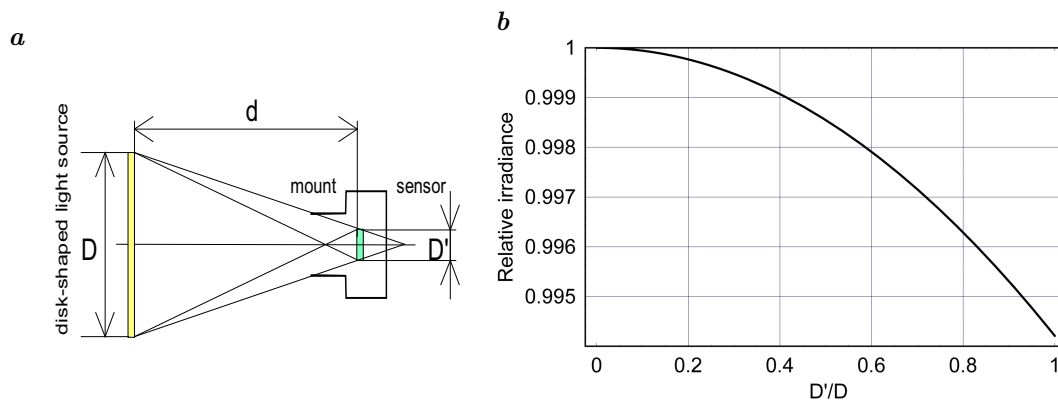 a
disk-shaped light source
D
d
mount
sensor
D'
b
Relative irradiance
1
0.999
0.998
0.997
0.996
0.995
0
0.2
0.4
0.6
0.8
1
D'/D